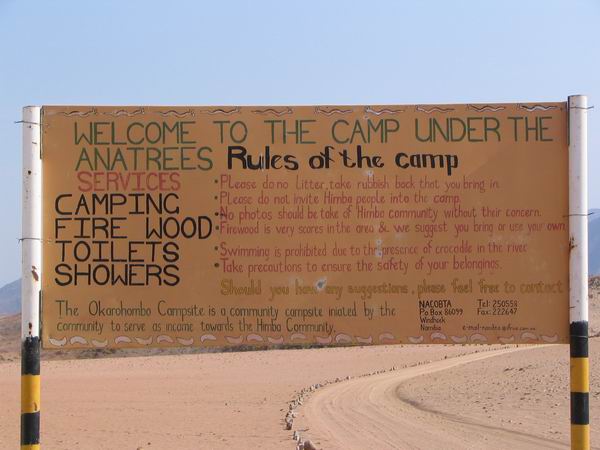 WELCOME TO THE CAMP UNDER THE
ANATREES Rules of the camp
SERVICES
CAMPING
FIRE WOOD
TOILETS
SHOWERS
• Please do no Litter, take rubbish back that you bring in.
• PLease do not invite Himba people into the camp.
• No photos should be take of Himba community without their concern.
• Firewood is very scores in the area & we suggest you bring or use your own.
• Swimming is prohibited due to the presence of crocodile in the river
• Take precautions to ensure the safety of your belongings.
Should you have any suggestions, please feel free to contact
The Okarohombo Campsite is a community campsite iniated by the
community to serve as income towards the Himba Community.
NACOBTA
Po Box 86099
Windhoek
Namibia
Tel: 250558
Fax: 222647